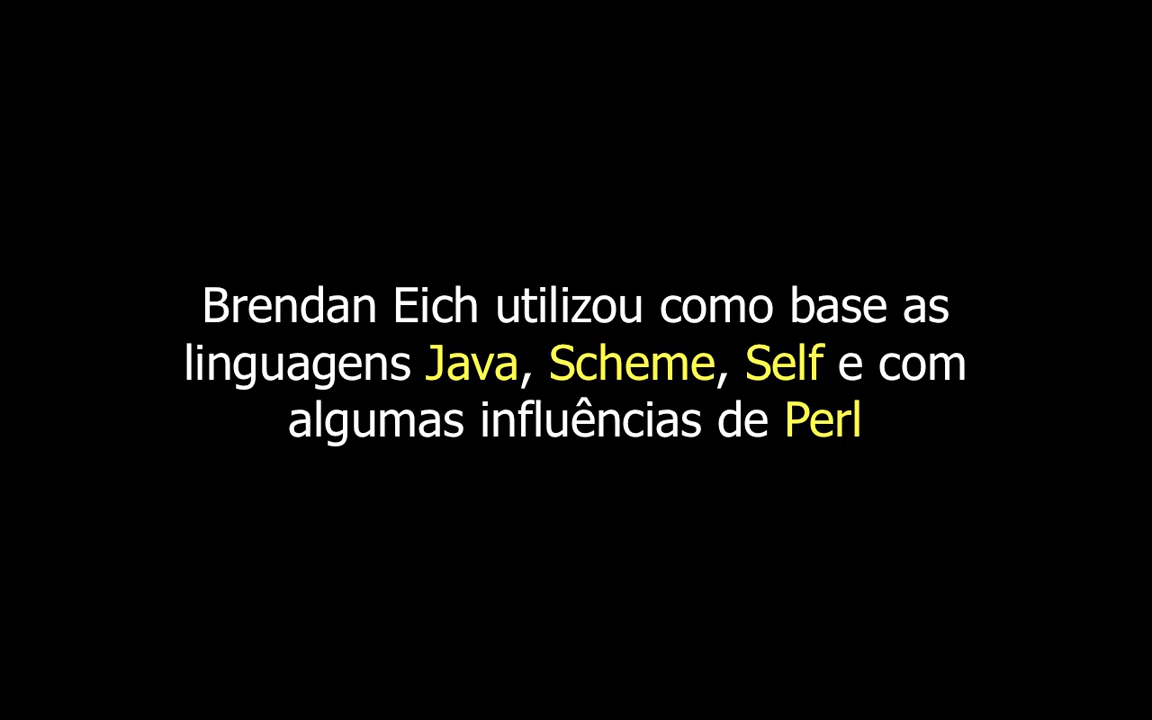 Brendan Eich utilizou como base as
linguagens Java, Scheme, Self e com
algumas influências de Perl